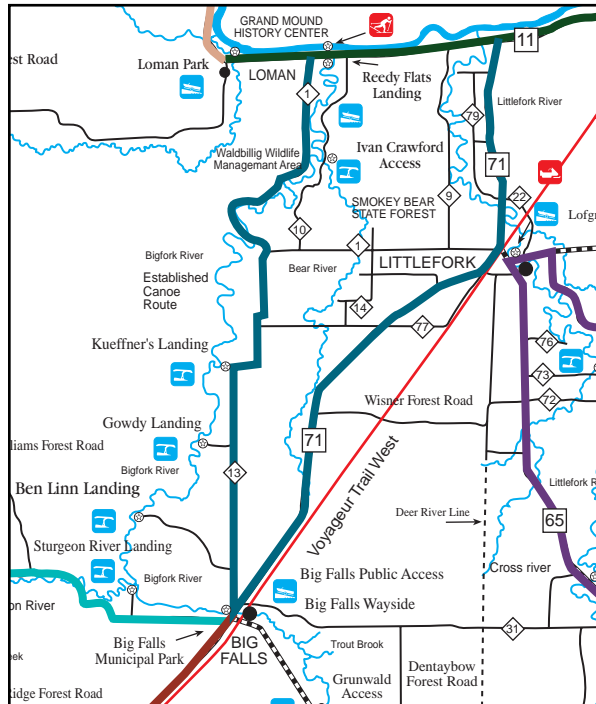 GRAND MOUND
HISTORY CENTER
11
est Road
Loman Park
LOMAN
Reedy Flats
Landing
1
79
Littlefork River
Ivan Crawford
Access
Waldbillig Wildlife
Managemant Area
71
SMOKEY BEAR
STATE FOREST
9
22
10
Lofgr
Bigfork River
1
LITTLEFORK
Bear River
Established
Canoe
Route
14
77
76
Kueffner's Landing
73
72
Wisner Forest Road
Gowdy Landing
71
lliams Forest Road
Bigfork River
13
Voyageur Trail West
Ben Linn Landing
Deer River Line
Littlefork R
65
Sturgeon River Landing
Cross river
Bigfork River
Big Falls Public Access
on River
Big Falls Wayside
31
Big Falls
Municipal Park
BIG
FALLS
Trout Brook
eek
Grunwald
Access
Dentaybow
Forest Road
Ridge Forest Road